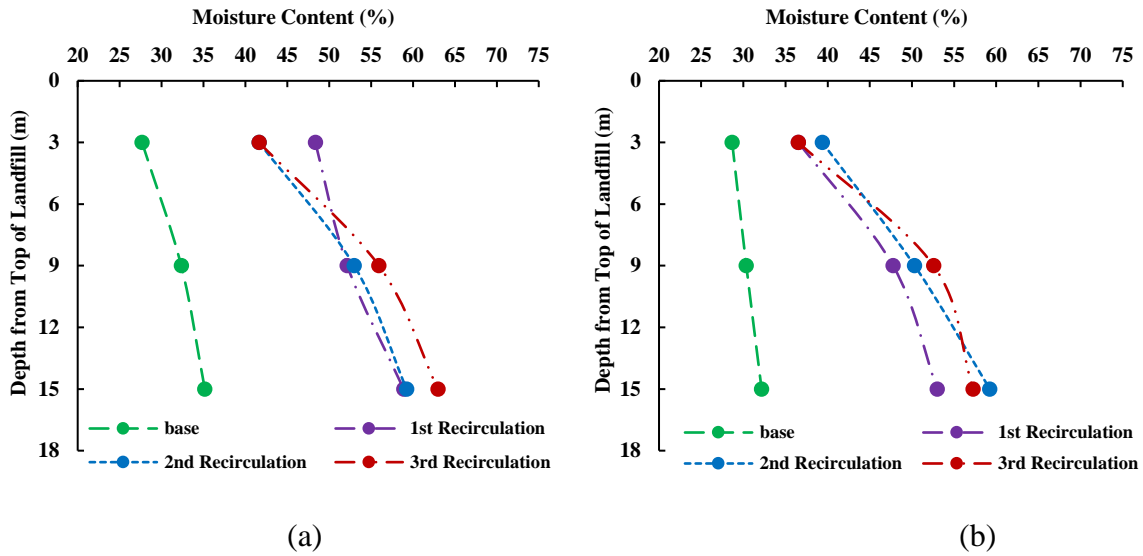 Moisture Content (%)
20 25 30 35 40 45 50 55 60 65 70 75
Depth from Top of Landfill (m)
0
3
6
9
12
15
18
base 1st Recirculation
2nd Recirculation 3rd Recirculation
(a)
Moisture Content (%)
20 25 30 35 40 45 50 55 60 65 70 75
Depth from Top of Landfill (m)
0
3
6
9
12
15
18
base 1st Recirculation
2nd Recirculation 3rd Recirculation
(b)